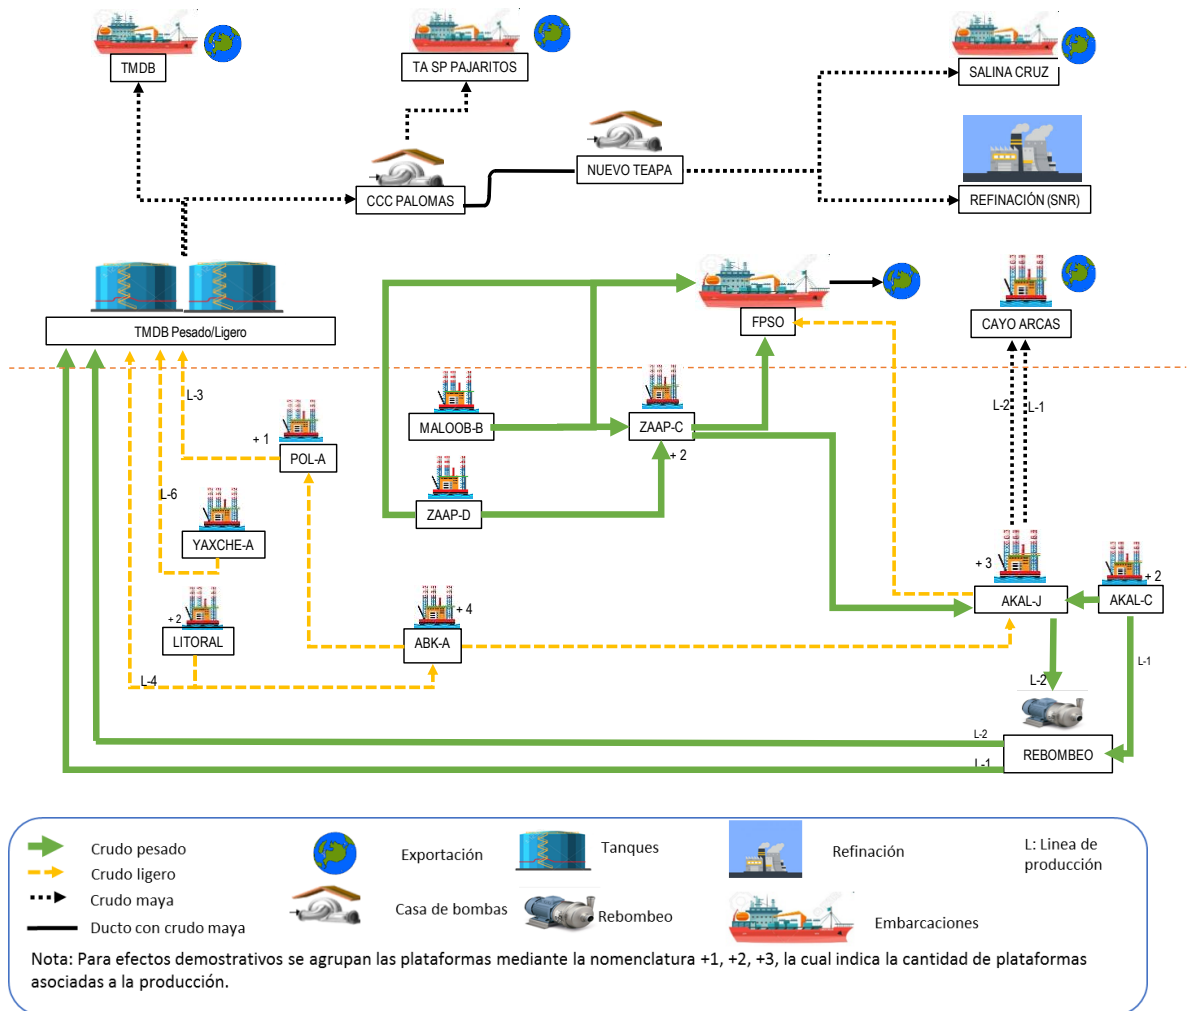 TMDB
TA SP PAJARITOS
SALINA CRUZ
NUEVO TEAPA
CCC PALOMAS
REFINACIÓN (SNR)
TMDB Pesado/Ligero
FPSO
CAYO ARCAS
L-3
L-2
L-1
MALOOB-B
ZAAP-C
+ 1
+ 2
POL-A
L-6
ZAAP-D
YAXCHE-A
+ 3
+ 2
AKAL-J
AKAL-C
+ 2
+ 4
LITORAL
ABK-A
L-1
L-4
L-2
L-2
REBOMBEO
L-1
Crudo pesado
Exportación
Tanques
Refinación
L: Linea de
producción
Crudo ligero
Crudo maya
Casa de bombas
Rebombeo
Embarcaciones
Ducto con crudo maya
Nota: Para efectos demostrativos se agrupan las plataformas mediante la nomenclatura +1, +2, +3, la cual indica la cantidad de plataformas
asociadas a la producción.